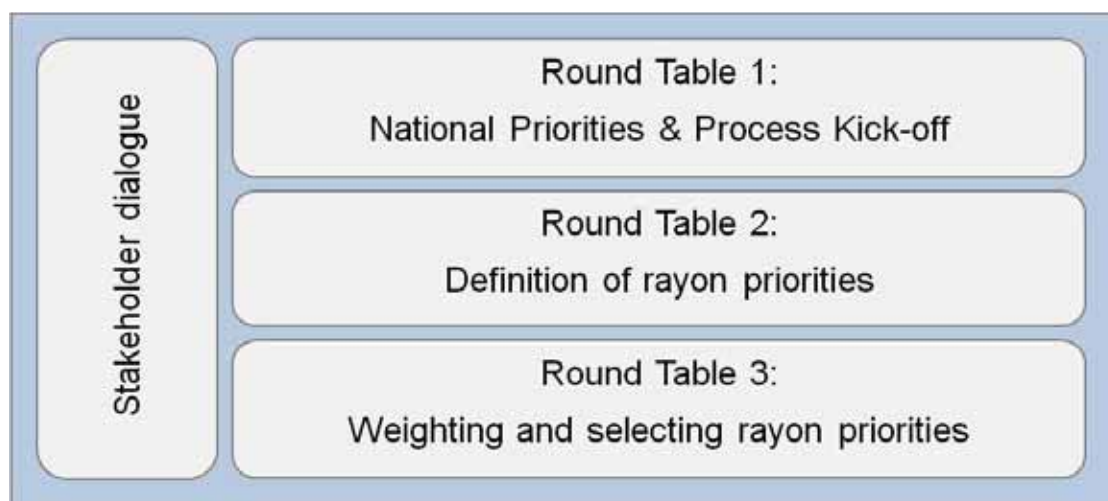 Stakeholder dialogue
Round Table 1:
National Priorities & Process Kick-off
Round Table 2:
Definition of rayon priorities
Round Table 3:
Weighting and selecting rayon priorities